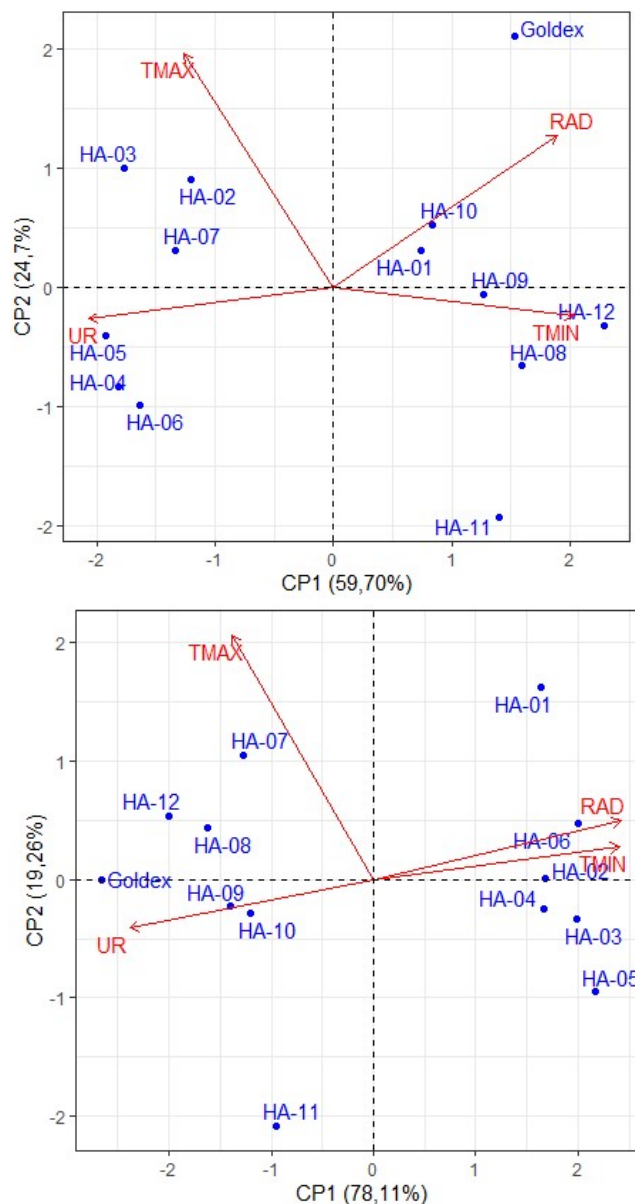 Goldex
2
TMAX
RAD
HA-03
1
HA-02
HA-10
HA-07
HA-01
HA-09
0
CP2 (24,7%)
HA-12
UR
TMIN
HA-05
HA-08
HA-04
-1
HA-06
-2
HA-11
-2 -1 0 1 2
CP1 (59,70%)
2
TMAX
HA-01
HA-07
1
HA-12
RAD
HA-08
HA-06
TMIN
0
Goldex
HA-02
HA-09
HA-04
CP2 (19,26%)
HA-10
HA-03
UR
HA-05
-1
-2
HA-11
-2 -1 0 1 2
CP1 (78,11%)